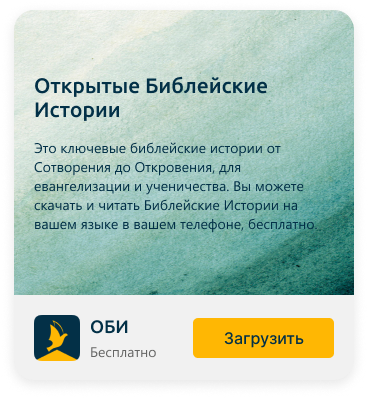 Открытые Библейские
Истории
Это ключевые библейские истории от
Сотворения до Откровения, для
евангелизации и ученичества. Вы можете
скачать и читать Библейские Истории на
вашем языке в вашем телефоне, бесплатно.
ОБИ
Бесплатно
Загрузить